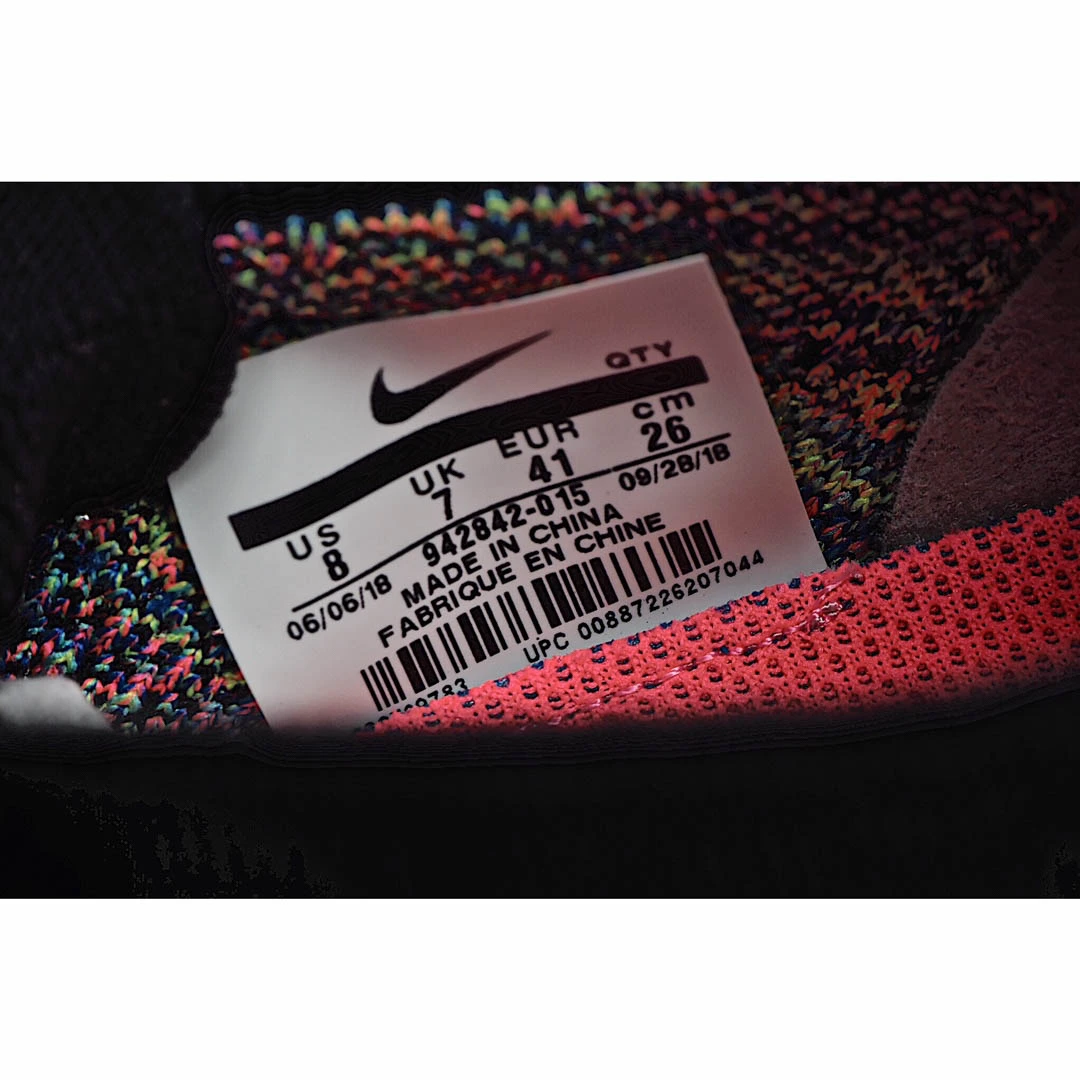 QTY
US UK EUR cm
8 7 41 26
06/06/18 942842-015 09/28/18
MADE IN CHINA
FABRIQUE EN CHINE
UPC 00887226207044